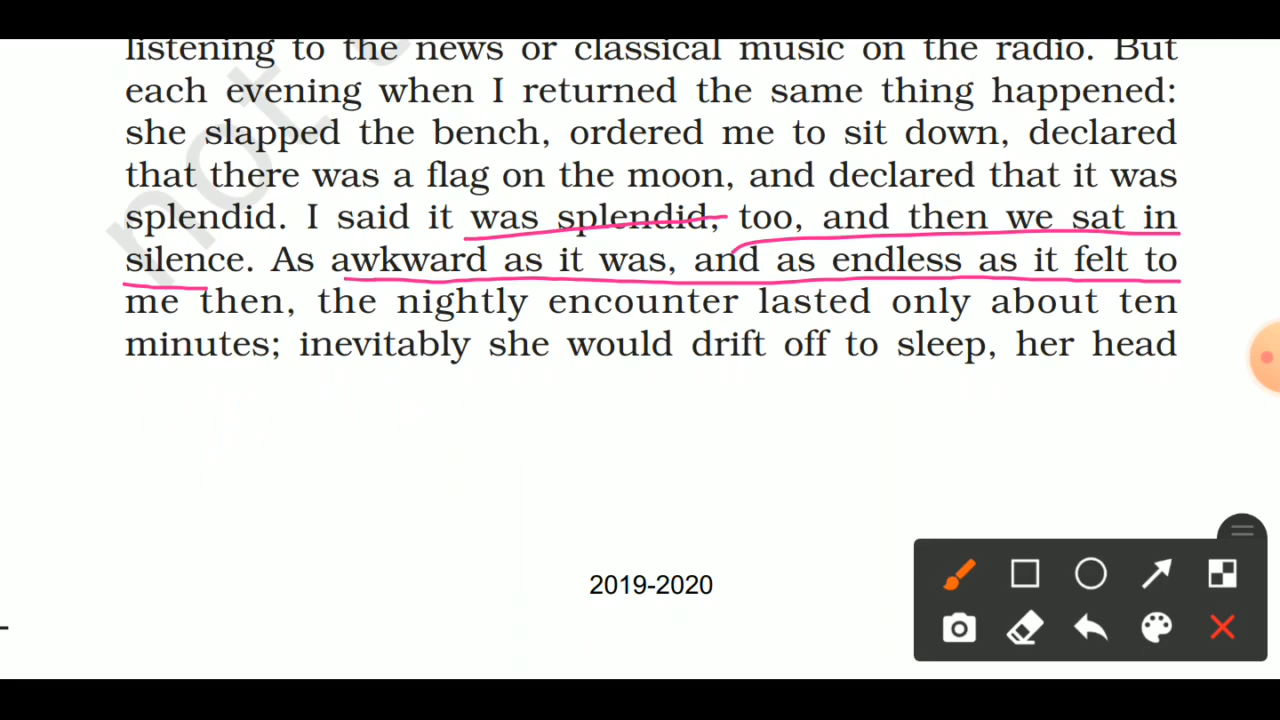 listening to the news or classical music on the radio. But
each evening when I returned the same thing happened:
she slapped the bench, ordered me to sit down, declared
that there was a flag on the moon, and declared that it was
splendid. I said it was splendid, too, and then we sat in
silence. As awkward as it was, and as endless as it felt to
me then, the nightly encounter lasted only about ten
minutes; inevitably she would drift off to sleep, her head
not
2019-2020